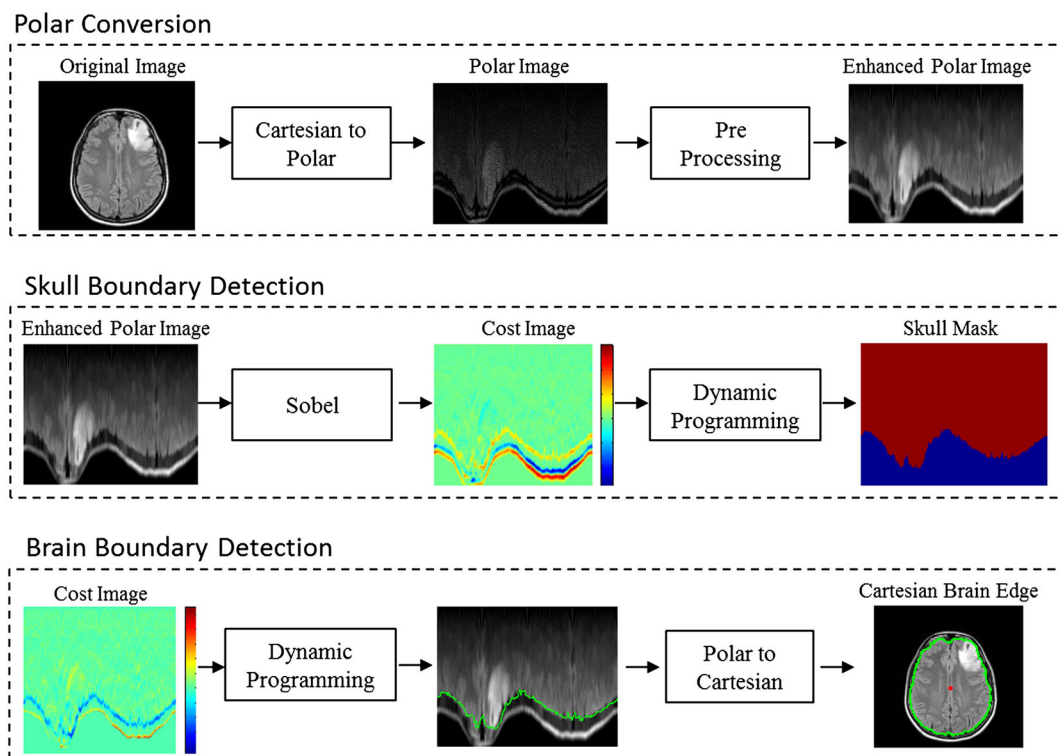 Polar Conversion
Original Image
Polar Image
Enhanced Polar Image
Cartesian to
Polar
Pre
Processing
Skull Boundary Detection
Enhanced Polar Image
Cost Image
Skull Mask
Sobel
Dynamic
Programming
Brain Boundary Detection
Cost Image
Cartesian Brain Edge
Dynamic
Programming
Polar to
Cartesian